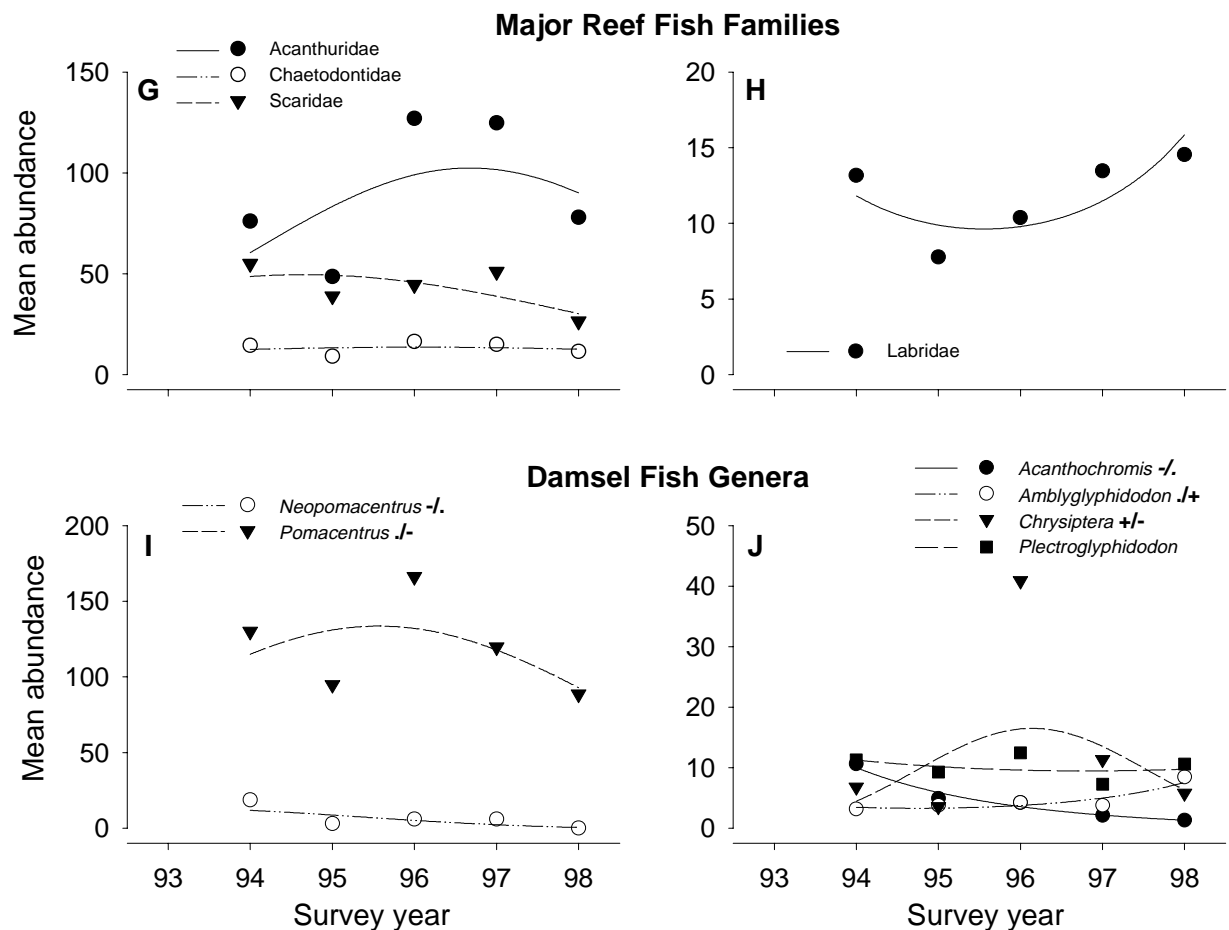 Major Reef Fish Families
Acanthuridae
Chaetodontidae
Scaridae
G
150
100
50
0
Mean abundance
H
20
15
10
5
0
Labridae
Damsel Fish Genera
Neopomacentrus -/.
Pomacentrus ./-
I
200
150
100
50
0
Mean abundance
93 94 95 96 97 98
Survey year
Acanthochromis -/.
Amblyglyphidodon ./+
Chrysiptera +/-
Plectroglyphidodon
J
50
40
30
20
10
0
93 94 95 96 97 98
Survey year